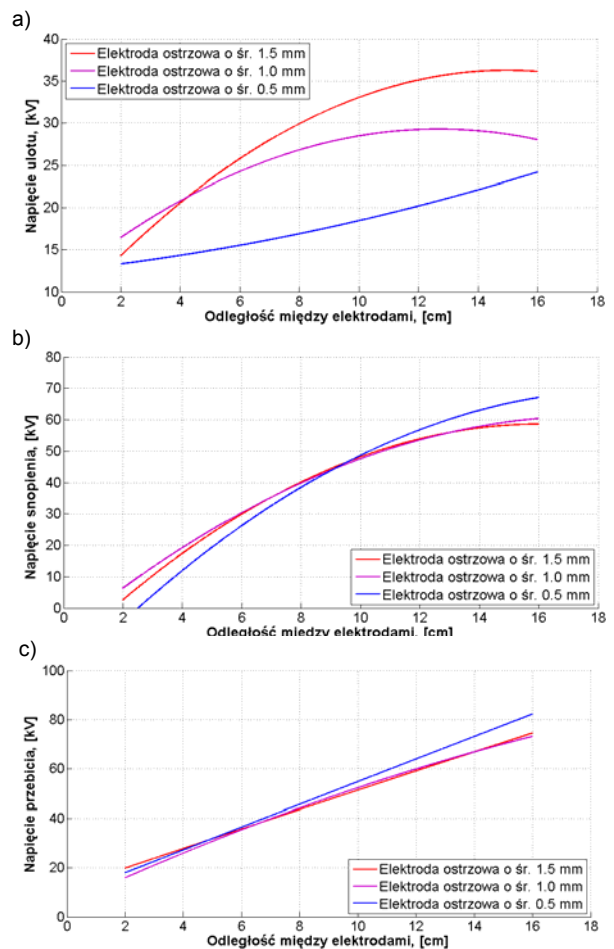 a)
40
35
30
25
20
15
10
Napięcie ulotu, [kV]
Elektroda ostrzowa o śr. 1.5 mm
Elektroda ostrzowa o śr. 1.0 mm
Elektroda ostrzowa o śr. 0.5 mm
0 2 4 6 8 10 12 14 16 18
Odległość między elektrodami, [cm]
b)
80
70
60
50
40
30
20
10
0
Napięcie snopienia, [kV]
Elektroda ostrzowa o śr. 1.5 mm
Elektroda ostrzowa o śr. 1.0 mm
Elektroda ostrzowa o śr. 0.5 mm
0 2 4 6 8 10 12 14 16 18
Odległość między elektrodami, [cm]
c)
100
80
60
40
20
0
Napięcie przebicia, [kV]
Elektroda ostrzowa o śr. 1.5 mm
Elektroda ostrzowa o śr. 1.0 mm
Elektroda ostrzowa o śr. 0.5 mm
0 2 4 6 8 10 12 14 16 18
Odległość między elektrodami, [cm]